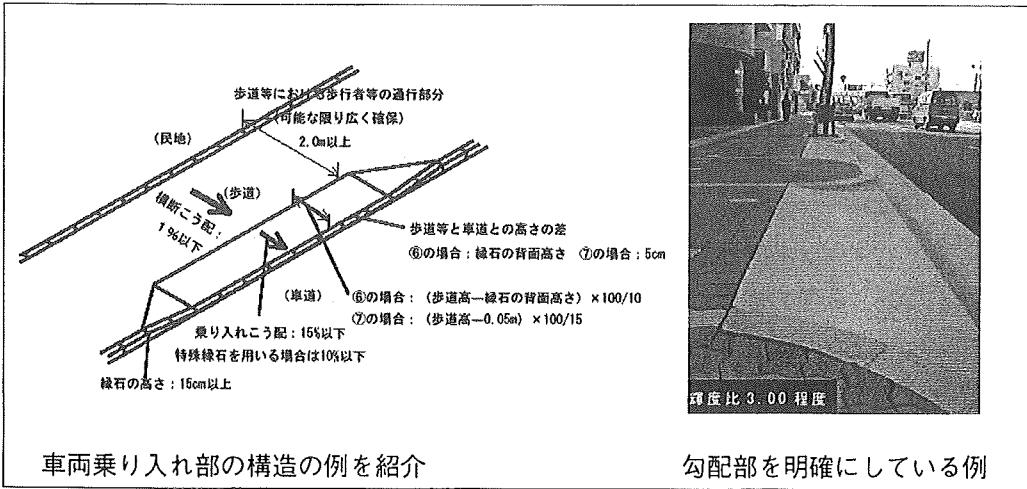 歩道等における歩行者等の通行部分
(可能な限り広く確保)
2.0m以上
(民地)
(歩道)
横断こう配:
1%以下
歩道等と車道との高さの差
⑥の場合:縁石の背面高さ ⑦の場合:5cm
(車道)
⑥の場合:(歩道高―縁石の背面高さ)×100/10
⑦の場合:(歩道高―0.05m)×100/15
乗り入れこう配:15%以下
特殊縁石を用いる場合は10%以下
縁石の高さ:15cm以上
輝度比 3.00 程度
車両乗り入れ部の構造の例を紹介
勾配部を明確にしている例